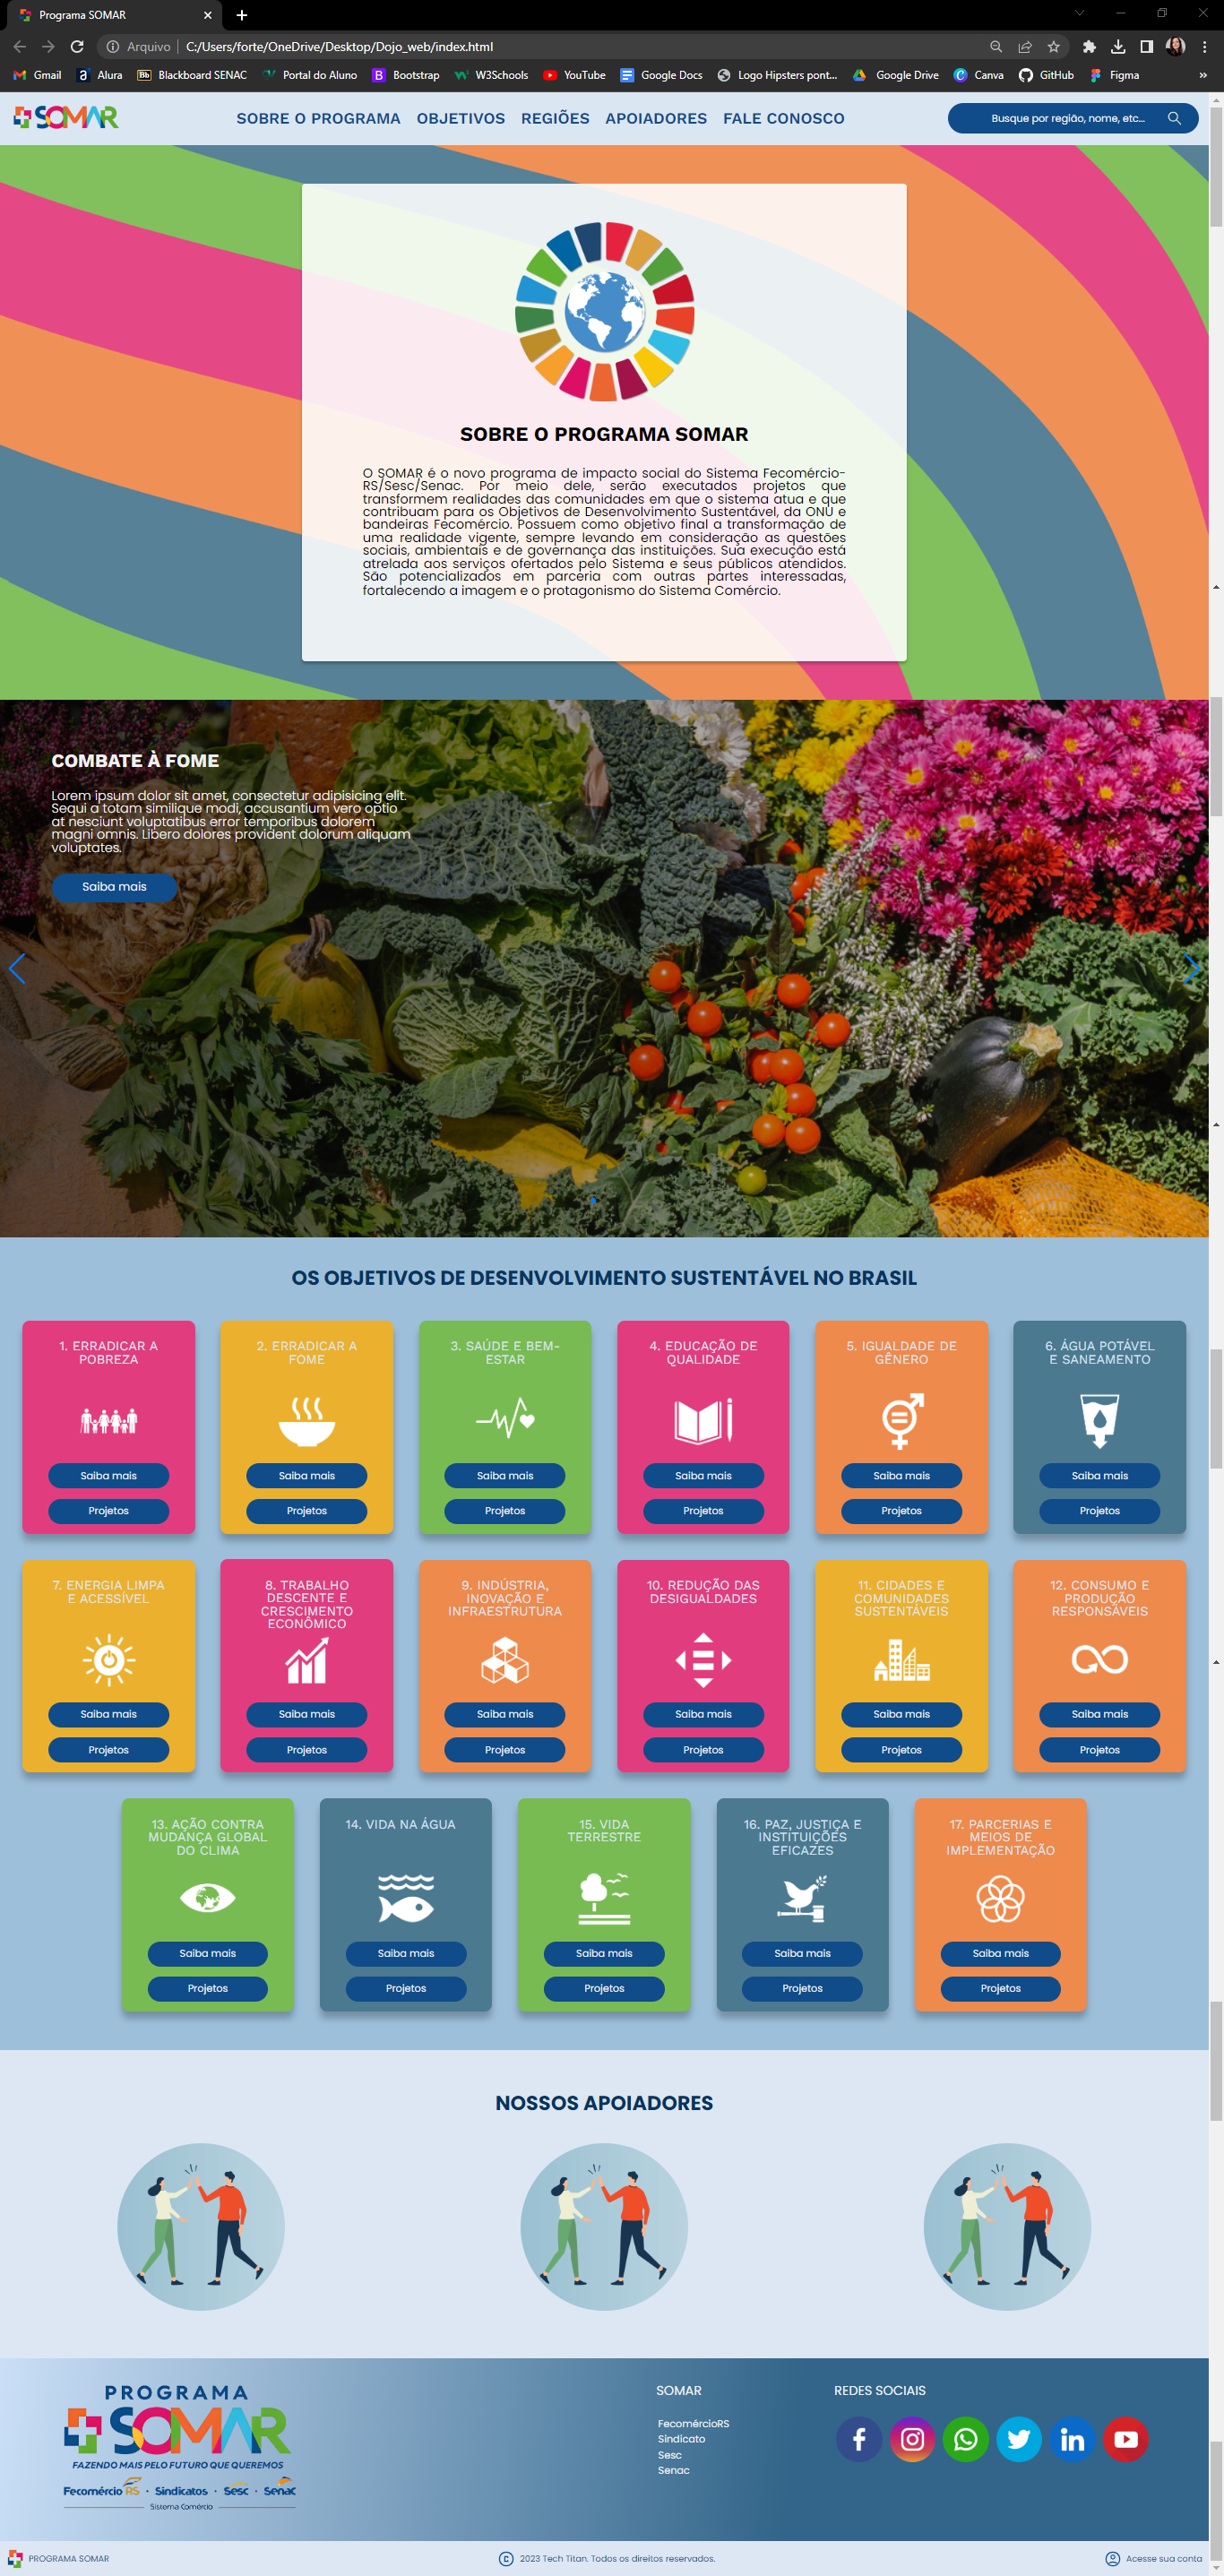 Programa SOMAR
Arquivo
C:/Users/forte/OneDrive/Desktop/Dojo_web/index.html
Gmail
Alura
Bb Blackboard SENAC
Portal do Aluno
B Bootstrap
W3Schools
YouTube
Google Docs
Logo Hipsters pont...
Google Drive
Canva
GitHub
Figma
»
SOMAR
SOBRE O PROGRAMA
OBJETIVOS
REGIÕES
APOIADORES
FALE CONOSCO
Busque por região, nome, etc...
SOBRE O PROGRAMA SOMAR
O SOMAR é o novo programa de impacto social do Sistema Fecomércio-
RS/Sesc/Senac. Por meio dele, serão executados projetos que
transformem realidades das comunidades em que o sistema atua e que
contribuam para os Objetivos de Desenvolvimento Sustentável, da ONU e
bandeiras Fecomércio. Possuem como objetivo final a transformação de
uma realidade vigente, sempre levando em consideração as questões
sociais, ambientais e de governança das instituições. Sua execução está
atrelada aos serviços ofertados pelo Sistema e seus públicos atendidos.
São potencializados em parceria com outras partes interessadas,
fortalecendo a imagem e o protagonismo do Sistema Comércio.
COMBATE À FOME
Lorem ipsum dolor sit amet, consectetur adipisicing elit.
Sequi a totam similique modi, accusantium vero optio
at nesciunt voluptatibus error temporibus dolorem
magni omnis. Libero dolores provident dolorum aliquam
voluptates.
Saiba mais
OS OBJETIVOS DE DESENVOLVIMENTO SUSTENTÁVEL NO BRASIL
1. ERRADICAR A
POBREZA
Saiba mais
Projetos
2. ERRADICAR A
FOME
Saiba mais
Projetos
3. SAÚDE E BEM-
ESTAR
Saiba mais
Projetos
4. EDUCAÇÃO DE
QUALIDADE
Saiba mais
Projetos
5. IGUALDADE DE
GÊNERO
Saiba mais
Projetos
6. ÁGUA POTÁVEL
E SANEAMENTO
Saiba mais
Projetos
7. ENERGIA LIMPA
E ACESSÍVEL
Saiba mais
Projetos
8. TRABALHO
DESCENTE E
CRESCIMENTO
ECONÔMICO
Saiba mais
Projetos
9. INDÚSTRIA,
INOVAÇÃO E
INFRAESTRUTURA
Saiba mais
Projetos
10. REDUÇÃO DAS
DESIGUALDADES
Saiba mais
Projetos
11. CIDADES E
COMUNIDADES
SUSTENTÁVEIS
Saiba mais
Projetos
12. CONSUMO E
PRODUÇÃO
RESPONSÁVEIS
Saiba mais
Projetos
13. AÇÃO CONTRA
MUDANÇA GLOBAL
DO CLIMA
Saiba mais
Projetos
14. VIDA NA ÁGUA
Saiba mais
Projetos
15. VIDA
TERRESTRE
Saiba mais
Projetos
16. PAZ, JUSTIÇA E
INSTITUIÇÕES
EFICAZES
Saiba mais
Projetos
17. PARCERIAS E
MEIOS DE
IMPLEMENTAÇÃO
Saiba mais
Projetos
NOSSOS APOIADORES
PROGRAMA
SOMAR
FAZENDO MAIS PELO FUTURO QUE QUEREMOS
Fecomércio RS · Sindicatos · Sesc · Senac
Sistema Comércio
SOMAR
FecomércioRS
Sindicato
Sesc
Senac
REDES SOCIAIS
PROGRAMA SOMAR
2023 Tech Titan. Todos os direitos reservados.
Acesse sua conta